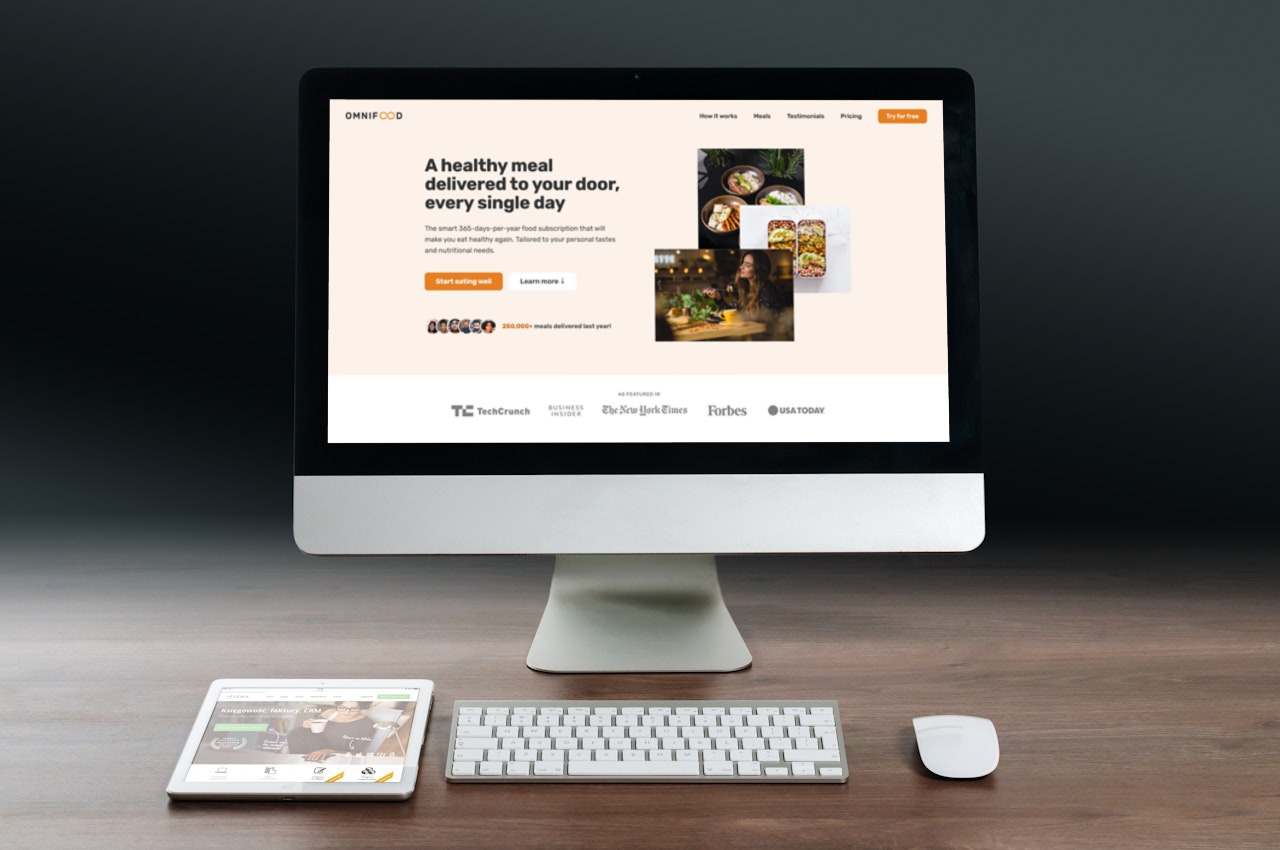 OMNIFOOD
How it works
Meals
Testimonials
Pricing
Try for free
A healthy meal
delivered to your door,
every single day
The smart 365-days-per-year food subscription that will
make you eat healthy again. Tailored to your personal tastes
and nutritional needs.
Start eating well
Learn more ↓
250,000+ meals delivered last year!
AS FEATURED IN
TechCrunch
BUSINESS
INSIDER
The New York Times
Forbes
USA TODAY
Księgowość, faktury, CRM